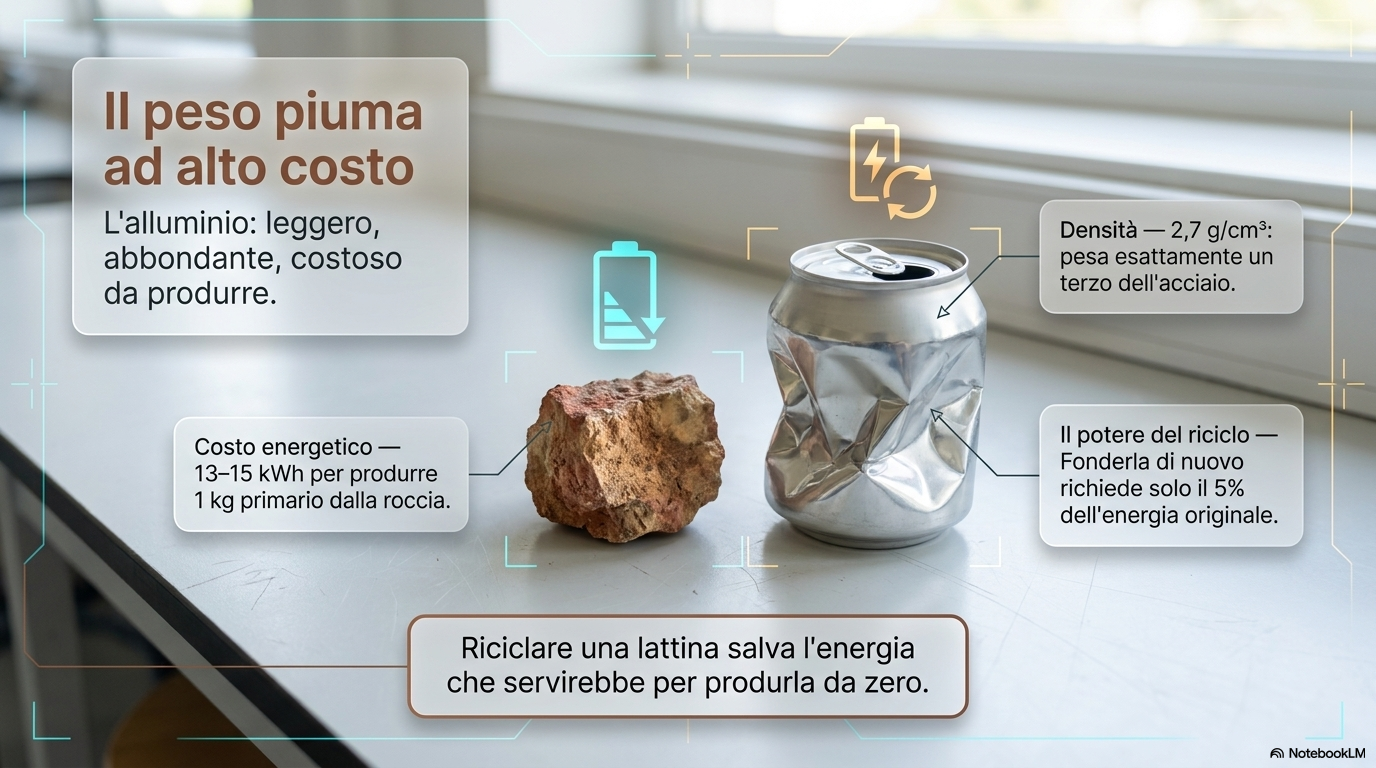 Il peso piuma
ad alto costo
L'alluminio: leggero,
abbondante, costoso
da produrre.
Costo energetico —
13–15 kWh per produrre
1 kg primario dalla roccia.
Densità — 2,7 g/cm³:
pesa esattamente un
terzo dell'acciaio.
Il potere del riciclo —
Fonderla di nuovo
richiede solo il 5%
dell'energia originale.
Riciclare una lattina salva l'energia
che servirebbe per produrla da zero.
NotebookLM